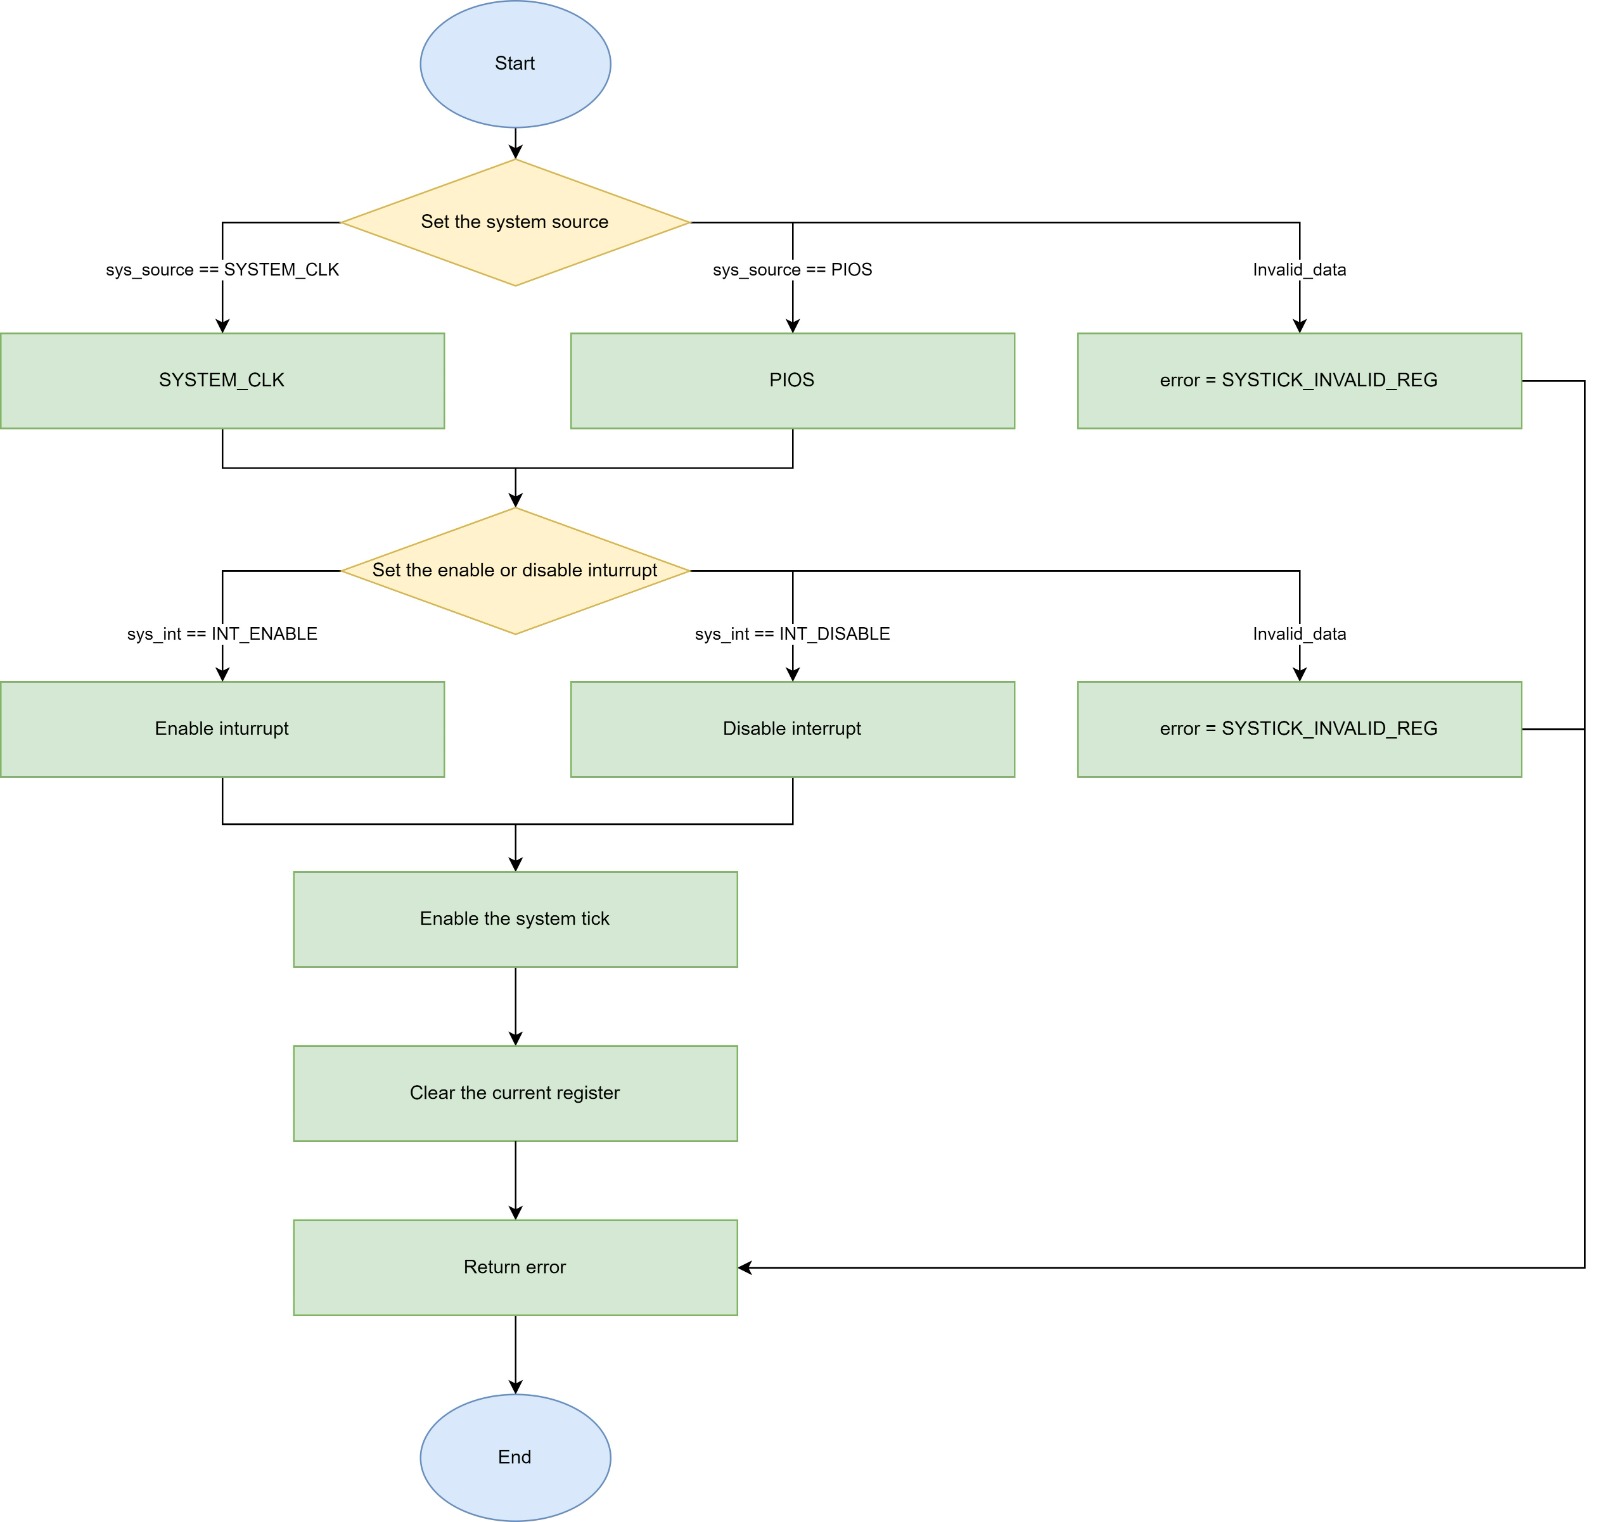 Start
Set the system source
sys_source == SYSTEM_CLK
sys_source == PIOS
Invalid_data
SYSTEM_CLK
PIOS
error = SYSTICK_INVALID_REG
Set the enable or disable inturrupt
sys_int == INT_ENABLE
sys_int == INT_DISABLE
Invalid_data
Enable inturrupt
Disable interrupt
error = SYSTICK_INVALID_REG
Enable the system tick
Clear the current register
Return error
End